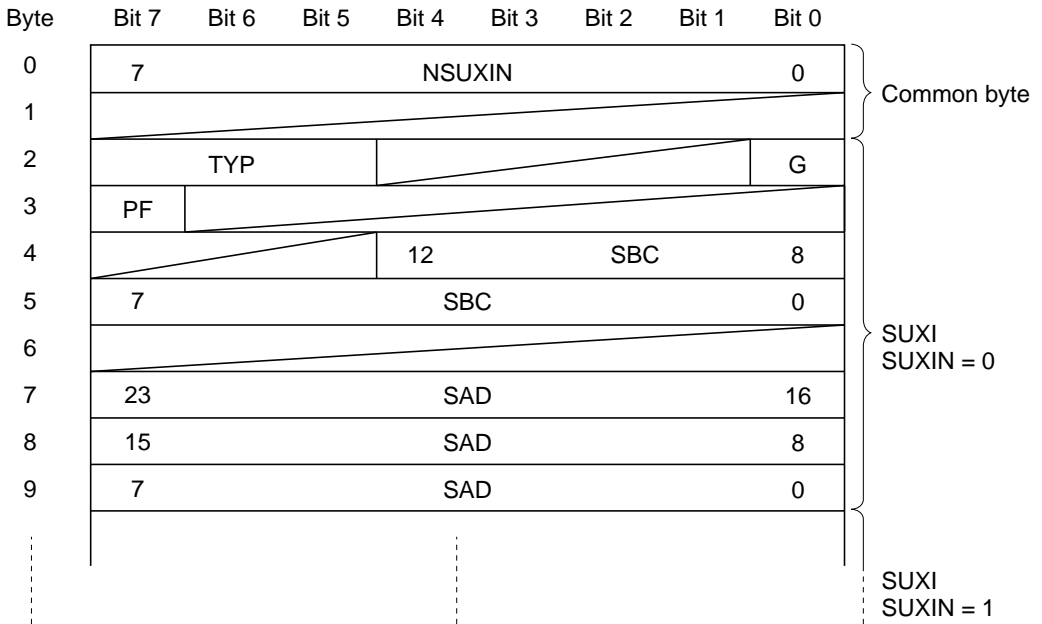 Byte Bit 7 Bit 6 Bit 5 Bit 4 Bit 3 Bit 2 Bit 1 Bit 0
0 7 NSUXIN 0
Common byte
1
2 TYP G
3 PF
4 12 SBC 8
5 7 SBC 0
6
SUXI
SUXIN = 0
7 23 SAD 16
8 15 SAD 8
9 7 SAD 0
SUXI
SUXIN = 1